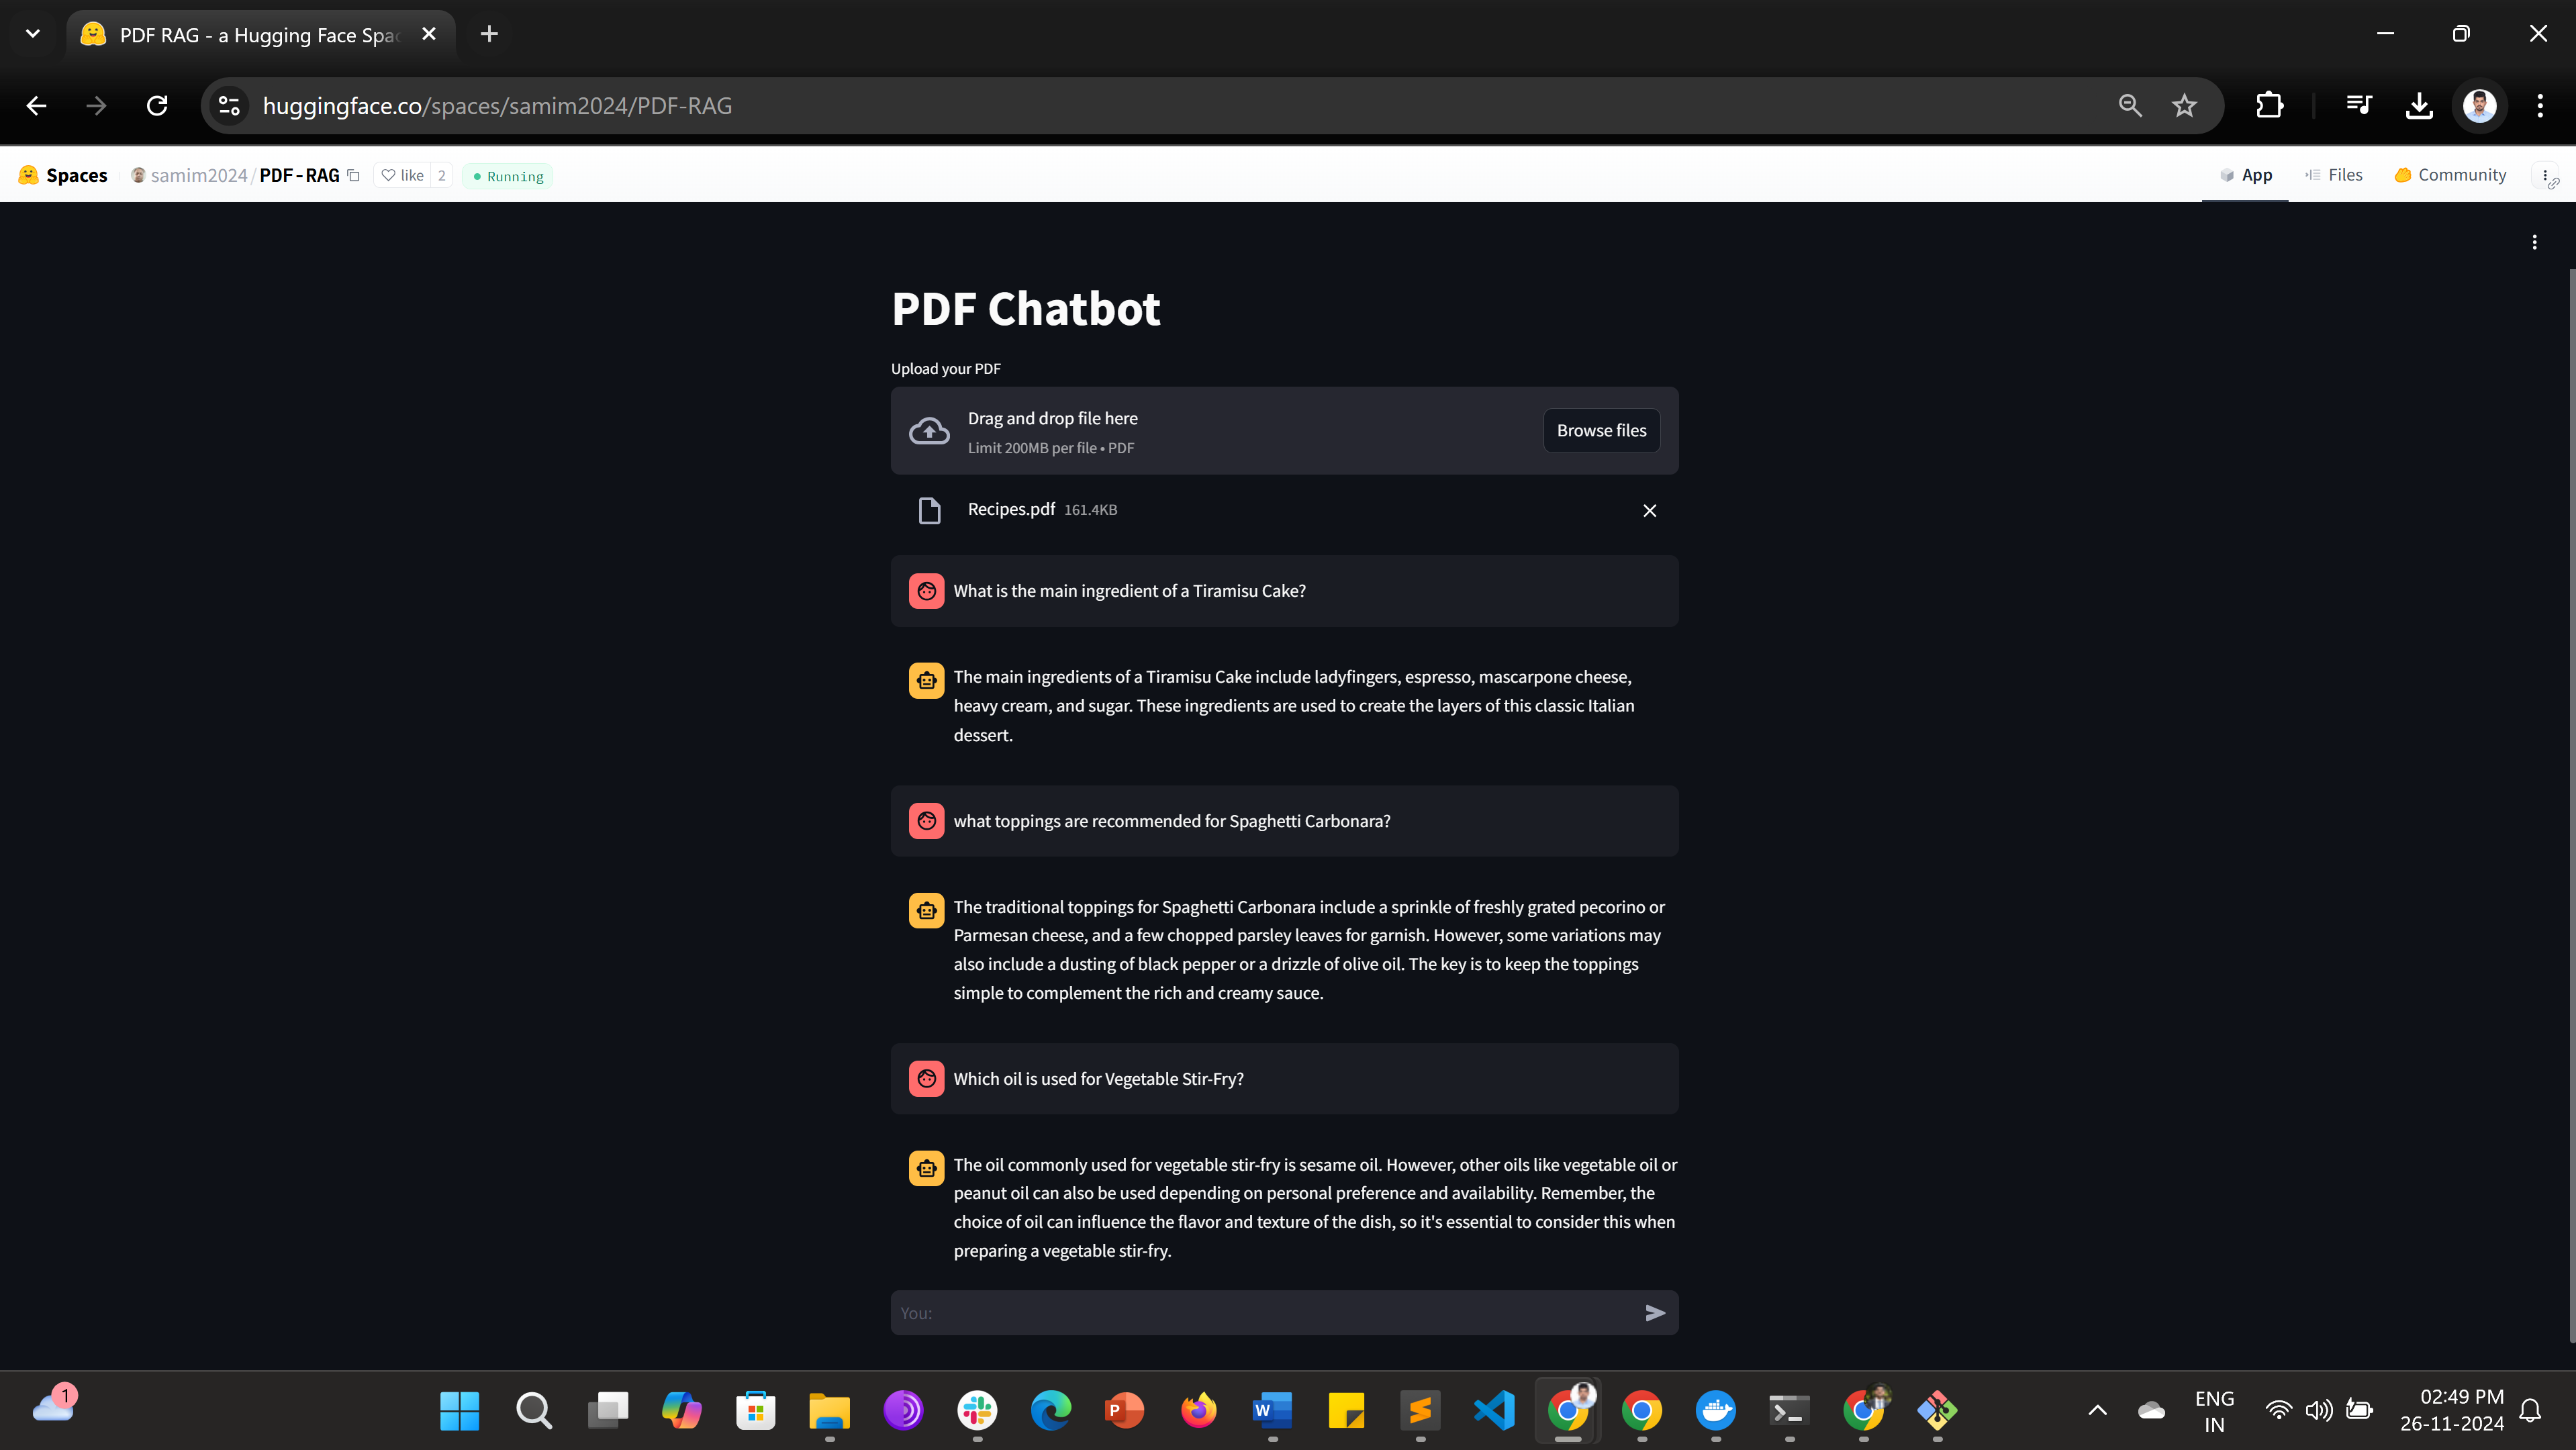 PDF RAG - a Hugging Face Spac
huggingface.co/spaces/samim2024/PDF-RAG
Spaces samim2024/PDF-RAG like 2 Running App Files Community
PDF Chatbot
Upload your PDF
Drag and drop file here
Limit 200MB per file • PDF
Browse files
Recipes.pdf 161.4KB
What is the main ingredient of a Tiramisu Cake?
The main ingredients of a Tiramisu Cake include ladyfingers, espresso, mascarpone cheese,
heavy cream, and sugar. These ingredients are used to create the layers of this classic Italian
dessert.
what toppings are recommended for Spaghetti Carbonara?
The traditional toppings for Spaghetti Carbonara include a sprinkle of freshly grated pecorino or
Parmesan cheese, and a few chopped parsley leaves for garnish. However, some variations may
also include a dusting of black pepper or a drizzle of olive oil. The key is to keep the toppings
simple to complement the rich and creamy sauce.
Which oil is used for Vegetable Stir-Fry?
The oil commonly used for vegetable stir-fry is sesame oil. However, other oils like vegetable oil or
peanut oil can also be used depending on personal preference and availability. Remember, the
choice of oil can influence the flavor and texture of the dish, so it's essential to consider this when
preparing a vegetable stir-fry.
You:
1
P
W
ENG
IN
02:49 PM
26-11-2024